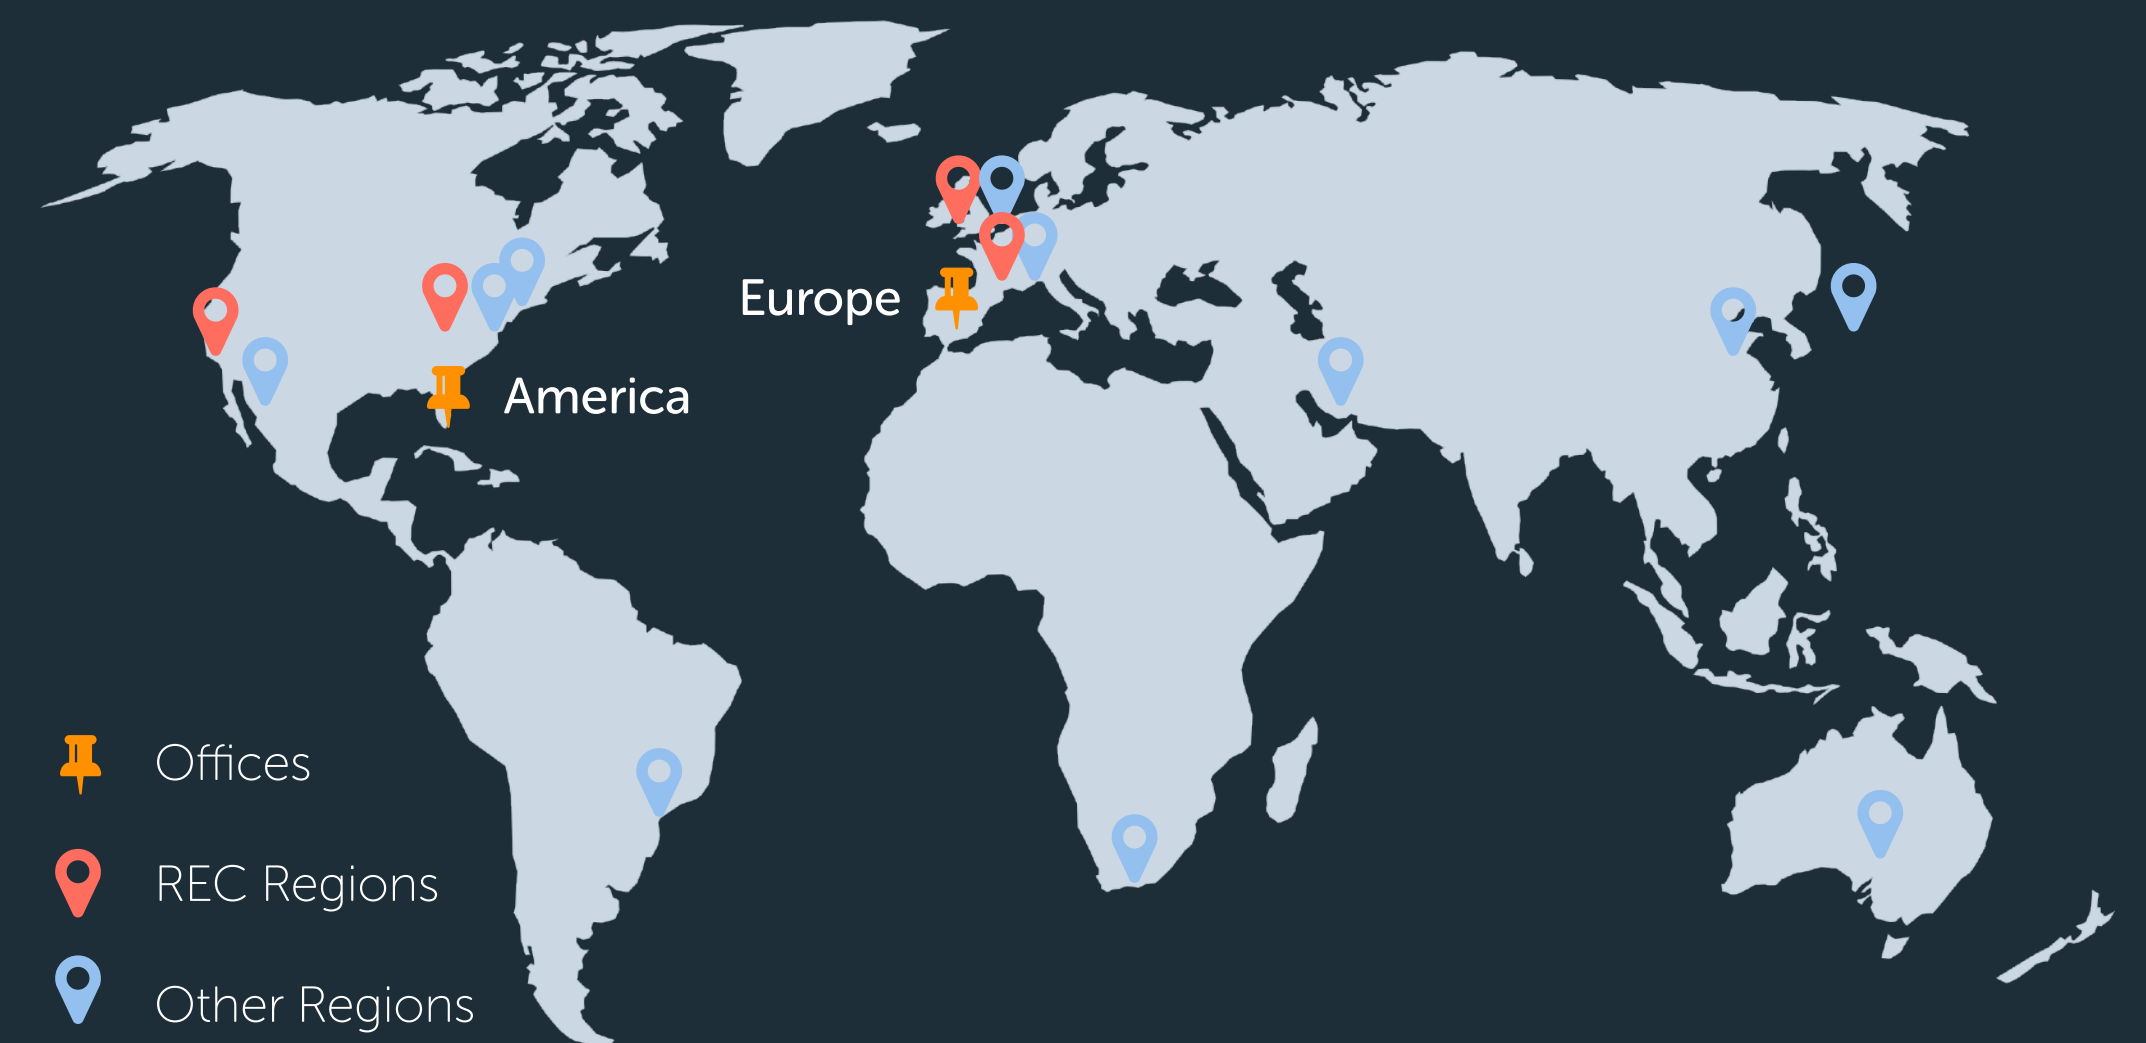 Europe
America
Offices
REC Regions
Other Regions